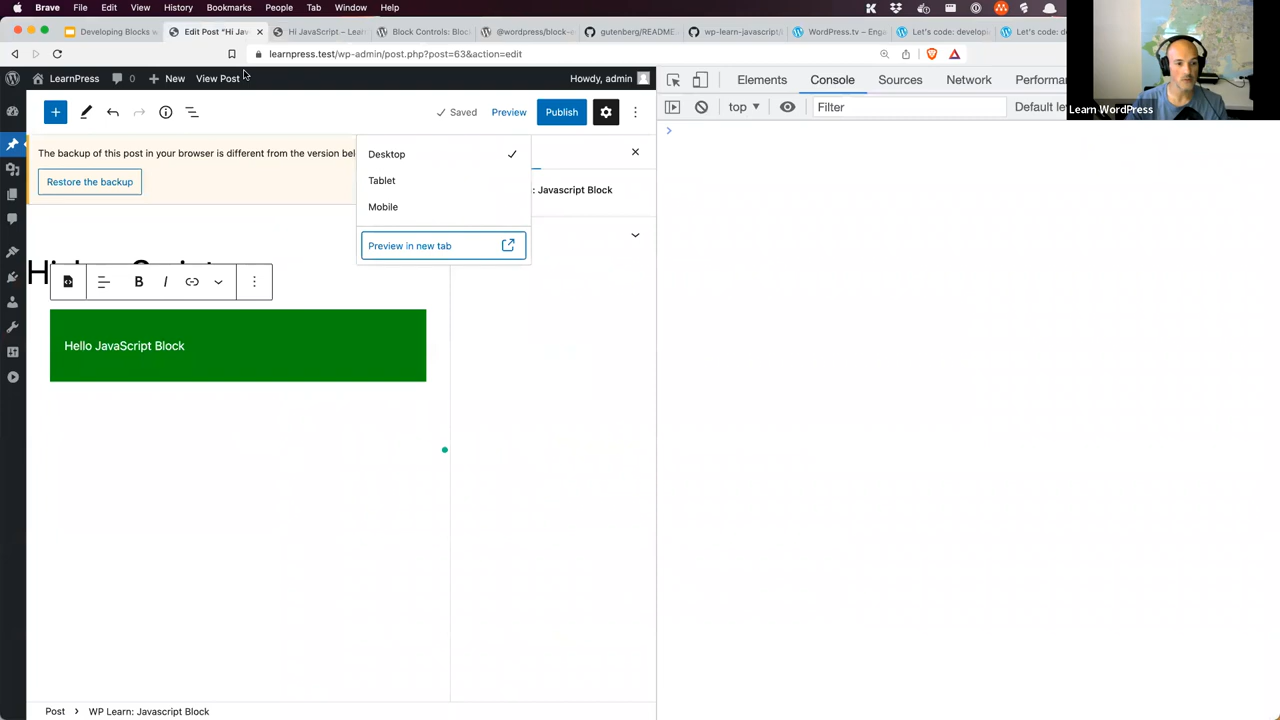 Brave File Edit View History Bookmarks People Tab Window Help
Developing Blocks w
Edit Post "Hi Jav
Hi JavaScript – Lear
Block Controls: Bloc
@wordpress/block-e
gutenberg/README
wp-learn-javascript/
WordPress.tv – Eng
Let's code: develop
Let's code: develop
learnpress.test/wp-admin/post.php?post=63&action=edit
LearnPress 0 New View Post
Howdy, admin
Saved Preview Publish
The backup of this post in your browser is different from the version bel
Restore the backup
Desktop
Tablet
Mobile
Preview in new tab
: Javascript Block
B I
Hello JavaScript Block
Post
WP Learn: Javascript Block
Elements Console Sources Network Performa
top Filter Default le
Learn WordPress